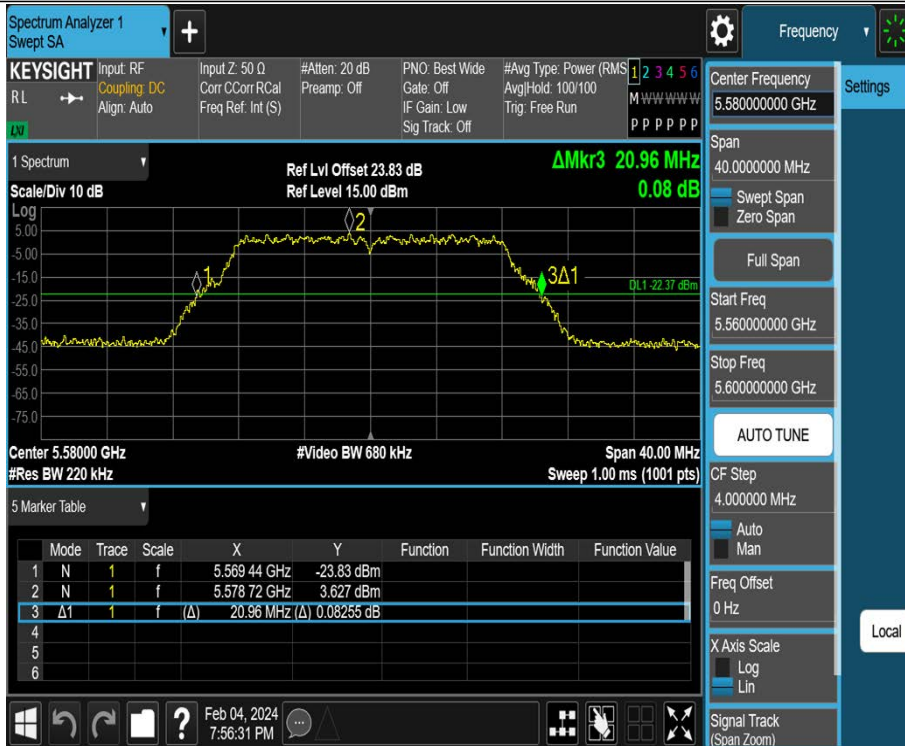 Spectrum Analyzer 1
Swept SA
+
Frequency
KEYSIGHT
RL
LXI
Input: RF
Coupling: DC
Align: Auto
Input Z: 50 Ω
Corr CCorr RCal
Freq Ref: Int (S)
#Atten: 20 dB
Preamp: Off
PNO: Best Wide
Gate: Off
IF Gain: Low
Sig Track: Off
#Avg Type: Power (RMS
Avg|Hold: 100/100
Trig: Free Run
1 2 3 4 5 6
M W W W W W
P P P P P P
1 Spectrum
Scale/Div 10 dB
Ref Lvl Offset 23.83 dB
Ref Level 15.00 dBm
ΔMkr3 20.96 MHz
0.08 dB
Log
5.00
-5.00
-15.0
-25.0
-35.0
-45.0
-55.0
-65.0
-75.0
1
2
3Δ1
DL1 -22.37 dBm
Center 5.58000 GHz
#Video BW 680 kHz
Span 40.00 MHz
#Res BW 220 kHz
Sweep 1.00 ms (1001 pts)
5 Marker Table
Mode Trace Scale X Y Function Function Width Function Value
1 N 1 f 5.569 44 GHz -23.83 dBm
2 N 1 f 5.578 72 GHz 3.627 dBm
3 Δ1 1 f (Δ) 20.96 MHz (Δ) 0.08255 dB
4
5
6
?
Feb 04, 2024
7:56:31 PM
Center Frequency
5.580000000 GHz
Settings
Span
40.0000000 MHz
Swept Span
Zero Span
Full Span
Start Freq
5.560000000 GHz
Stop Freq
5.600000000 GHz
AUTO TUNE
CF Step
4.000000 MHz
Auto
Man
Freq Offset
0 Hz
Local
X Axis Scale
Log
Lin
Signal Track
(Span Zoom)